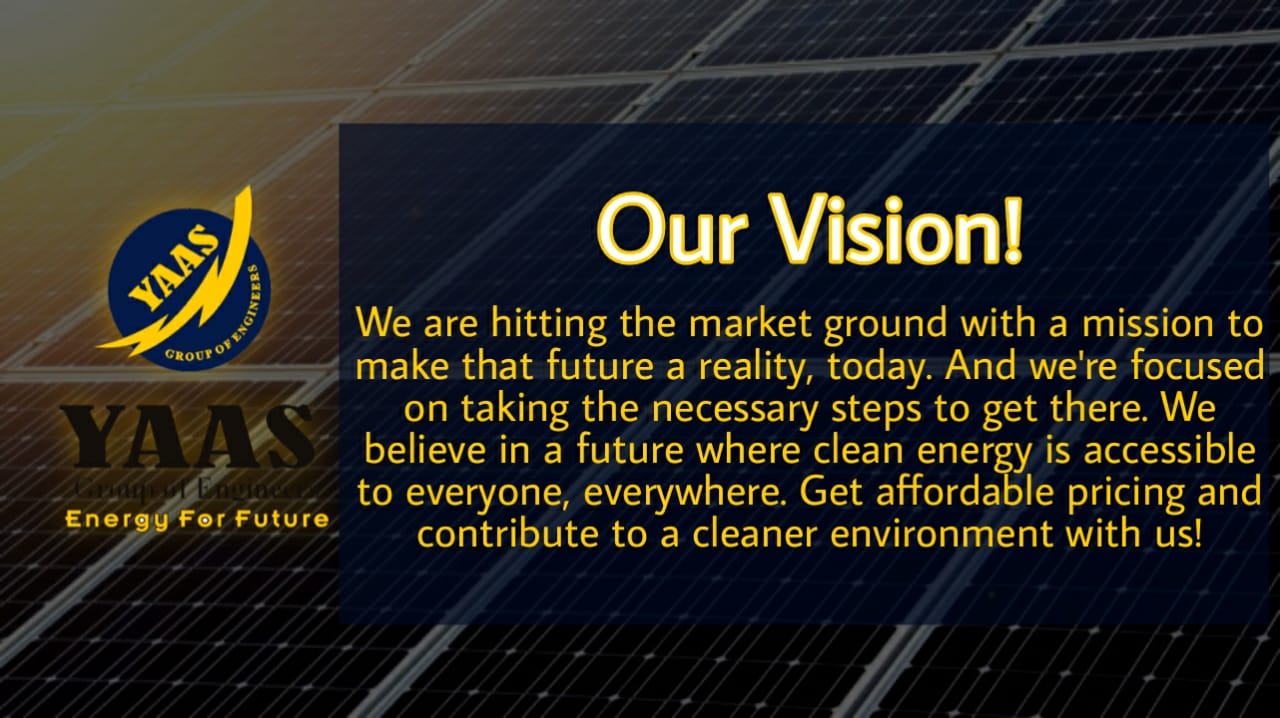 YAAS
GROUP OF ENGINEERS
YAAS
Group of Engineers
Energy For Future
Our Vision!
We are hitting the market ground with a mission to
make that future a reality, today. And we're focused
on taking the necessary steps to get there. We
believe in a future where clean energy is accessible
to everyone, everywhere. Get affordable pricing and
contribute to a cleaner environment with us!